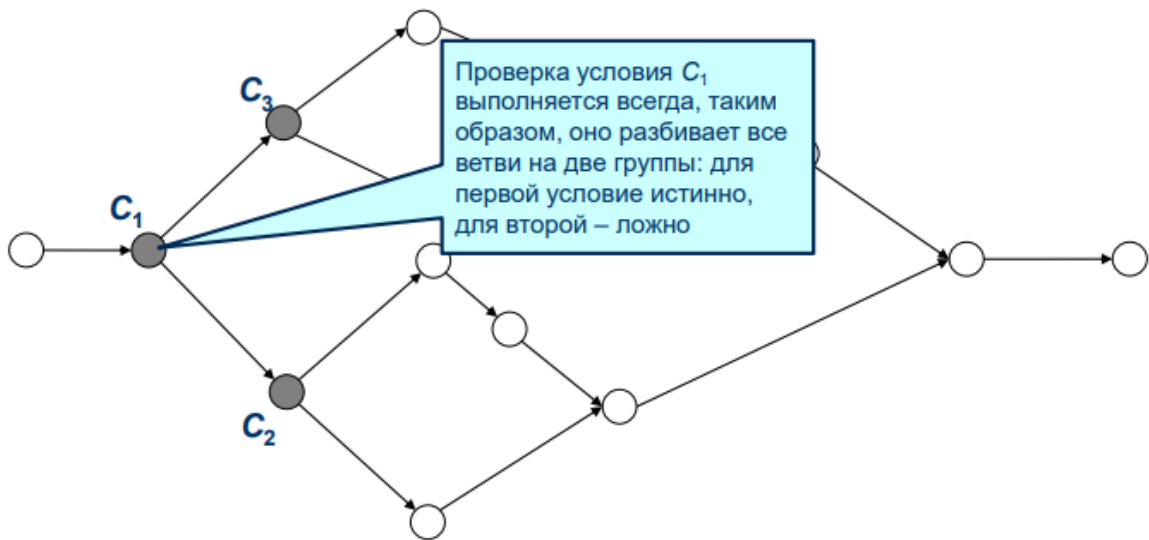 C3
Проверка условия C1
выполняется всегда, таким
образом, оно разбивает все
ветви на две группы: для
первой условие истинно,
для второй – ложно
C1
C2